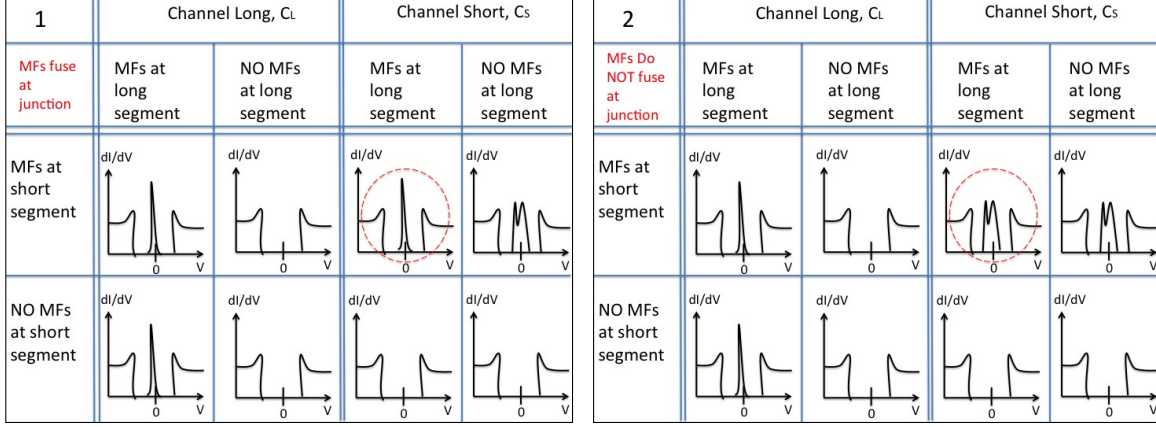 1
Channel Long, CL
Channel Short, CS
MFs fuse
at
junction
MFs at
long
segment
NO MFs
at long
segment
MFs at
long
segment
NO MFs
at long
segment
MFs at
short
segment
dI/dV
0
V
dI/dV
0
V
dI/dV
0
V
dI/dV
0
V
NO MFs
at short
segment
dI/dV
0
V
dI/dV
0
V
dI/dV
0
V
dI/dV
0
V
2
Channel Long, CL
Channel Short, CS
MFs Do
NOT fuse
at
junction
MFs at
long
segment
NO MFs
at long
segment
MFs at
long
segment
NO MFs
at long
segment
MFs at
short
segment
dI/dV
0
V
dI/dV
0
V
dI/dV
0
V
dI/dV
0
V
NO MFs
at short
segment
dI/dV
0
V
dI/dV
0
V
dI/dV
0
V
dI/dV
0
V